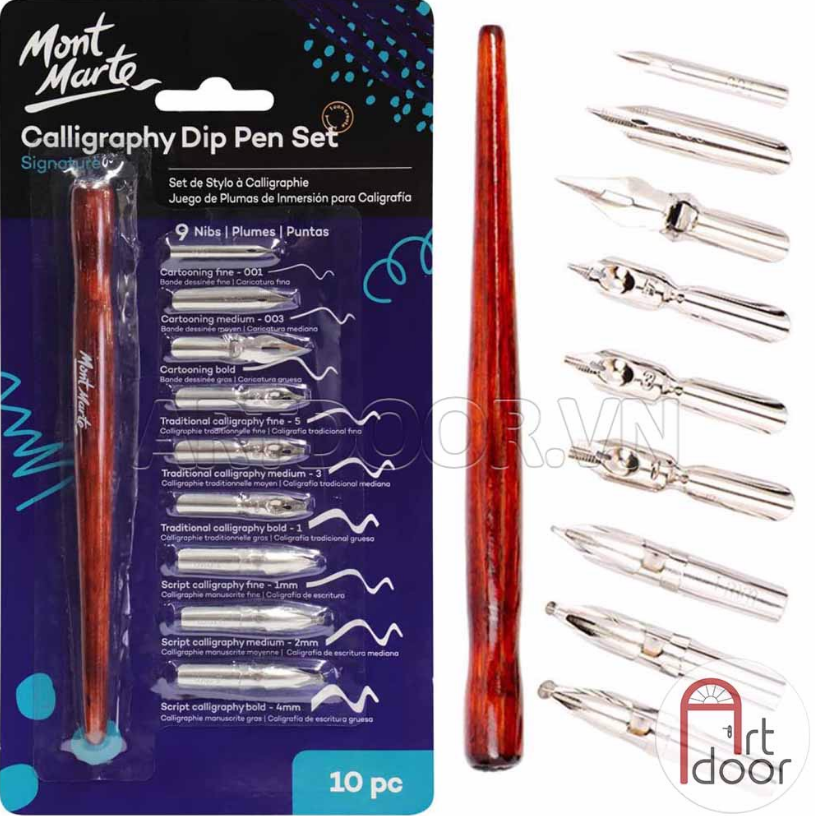 Mont
Marte
Calligraphy Dip Pen Set
Signature
Set de Stylo à Calligraphie
Juego de Plumas de Inmersión para Caligrafía
9 Nibs | Plumes | Puntas
Cartooning fine - 001
Bande dessinée fine | Caricatura fina
Cartooning medium - 003
Bande dessinée moyen | Caricatura mediana
Cartooning bold
Bande dessinée gras | Caricatura gruesa
Traditional calligraphy fine - 5
Calligraphie traditionnelle fine | Caligrafía tradicional fina
Traditional calligraphy medium - 3
Calligraphie traditionnelle moyen | Caligrafía tradicional mediana
Traditional calligraphy bold - 1
Calligraphie traditionnelle gras | Caligrafía tradicional gruesa
Script calligraphy fine - 1mm
Calligraphie manuscrite fine | Caligrafía de escritura
Script calligraphy medium - 2mm
Calligraphie manuscrite moyenne | Caligrafía de escritura mediana
Script calligraphy bold - 4mm
Calligraphie manuscrite gras | Caligrafía de escritura gruesa
10 pc
Mont Marte
ARTDOOR.VN
Art
door